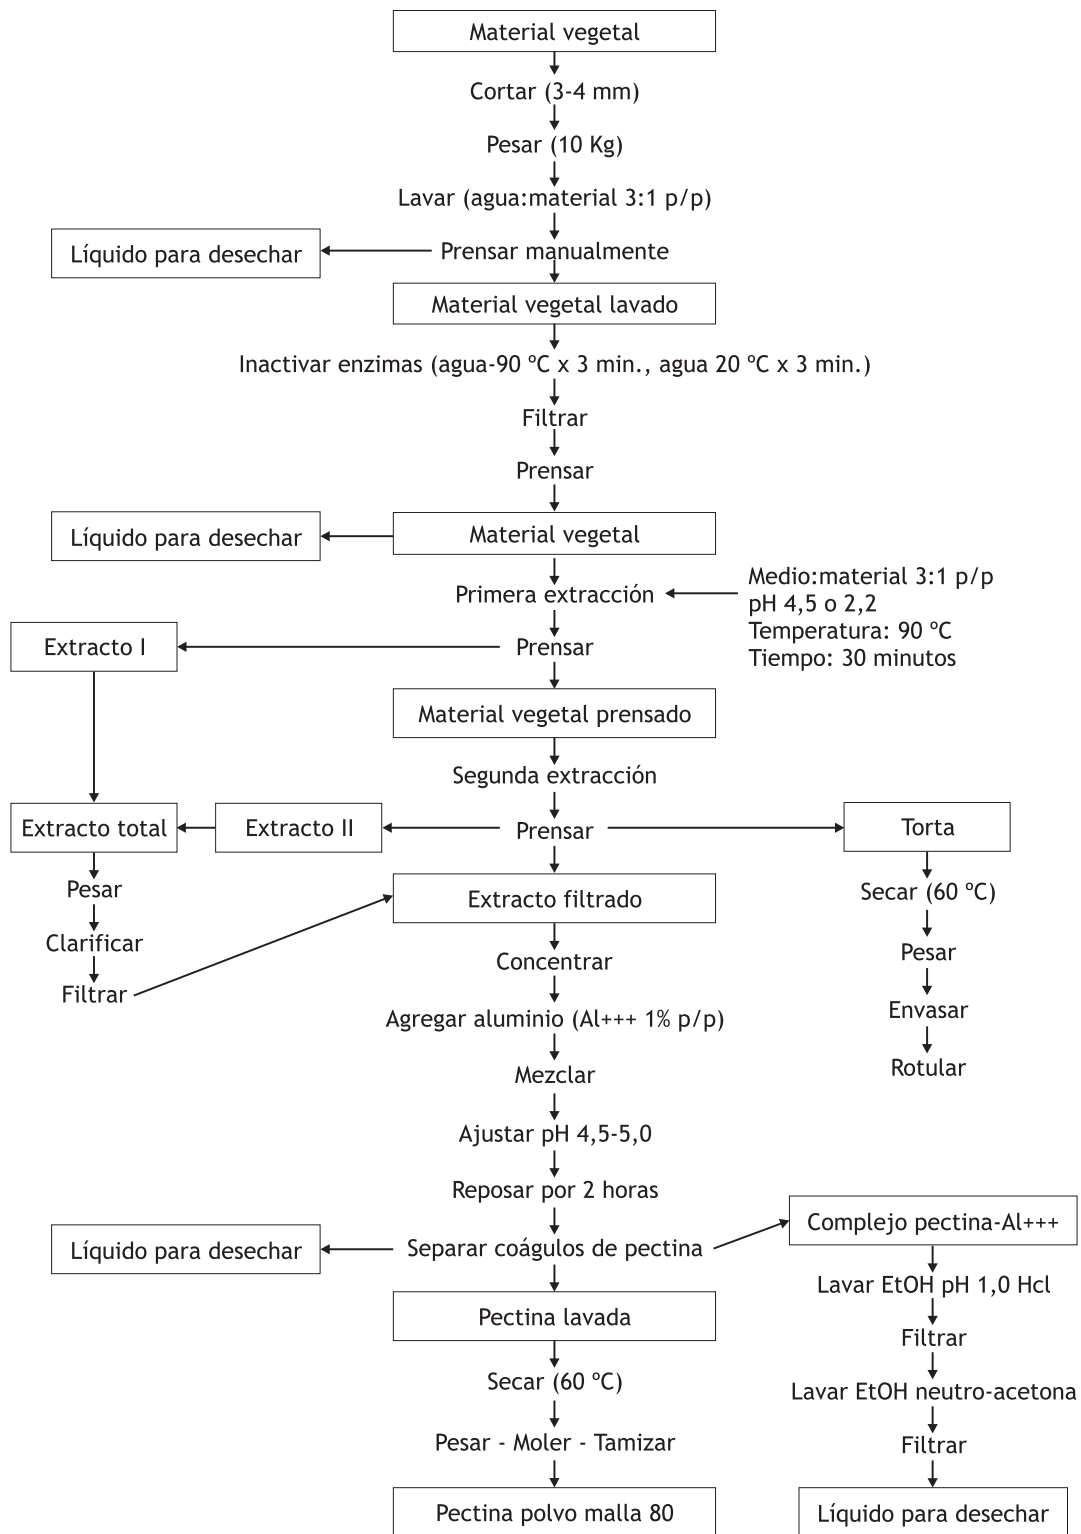 Material vegetal
Cortar (3-4 mm)
Pesar (10 Kg)
Lavar (agua:material 3:1 p/p)
Líquido para desechar
Prensar manualmente
Material vegetal lavado
Inactivar enzimas (agua-90 ºC x 3 min., agua 20 ºC x 3 min.)
Filtrar
Prensar
Líquido para desechar
Material vegetal
Primera extracción
Medio:material 3:1 p/p
pH 4,5 o 2,2
Temperatura: 90 ºC
Tiempo: 30 minutos
Extracto I
Prensar
Material vegetal prensado
Segunda extracción
Extracto total
Extracto II
Prensar
Torta
Pesar
Clarificar
Filtrar
Extracto filtrado
Concentrar
Agregar aluminio (Al+++ 1% p/p)
Mezclar
Ajustar pH 4,5-5,0
Reposar por 2 horas
Secar (60 ºC)
Pesar
Envasar
Rotular
Líquido para desechar
Separar coágulos de pectina
Complejo pectina-Al+++
Pectina lavada
Secar (60 ºC)
Pesar - Moler - Tamizar
Pectina polvo malla 80
Lavar EtOH pH 1,0 Hcl
Filtrar
Lavar EtOH neutro-acetona
Filtrar
Líquido para desechar